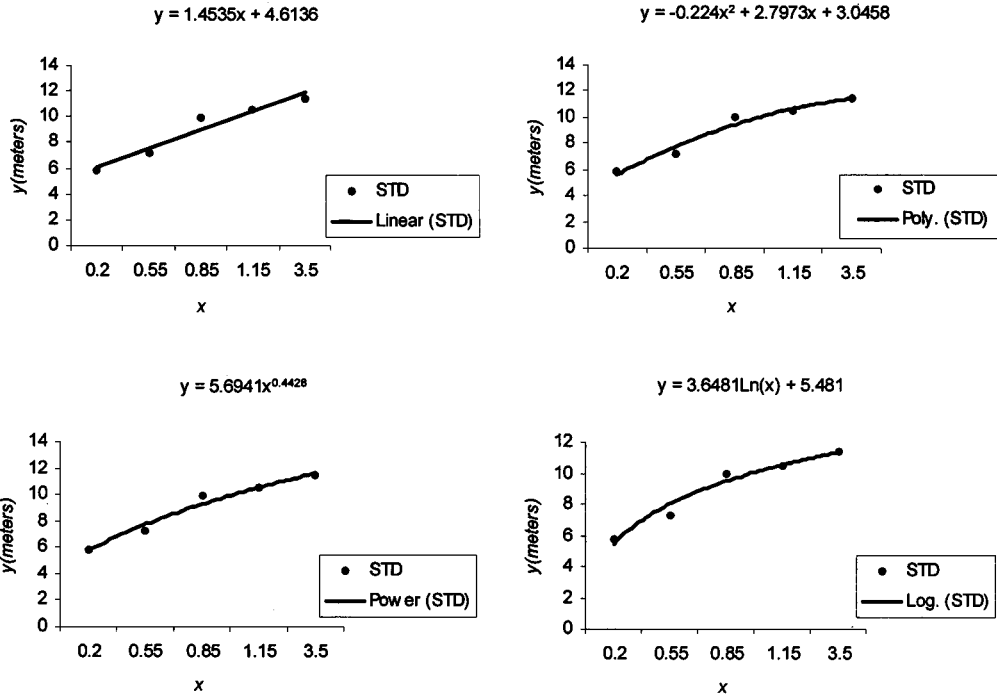 y = 1.4535x + 4.6136
14
12
10
8
6
4
2
0
y(meters)
0.2 0.55 0.85 1.15 3.5
x
STD
Linear (STD)
y = -0.224x² + 2.7973x + 3.0458
14
12
10
8
6
4
2
0
y(meters)
0.2 0.55 0.85 1.15 3.5
x
STD
Poly. (STD)
y = 5.6941x^0.4426
14
12
10
8
6
4
2
0
y(meters)
0.2 0.55 0.85 1.15 3.5
x
STD
Power (STD)
y = 3.6481Ln(x) + 5.481
12
10
8
6
4
2
0
y(meters)
0.2 0.55 0.85 1.15 3.5
x
STD
Log. (STD)